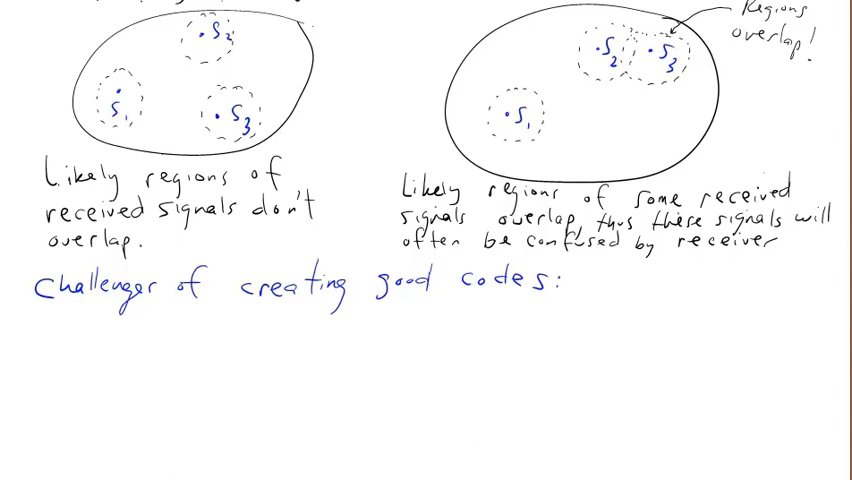 Regions
overlap!
S2
S1
S3
S2
S3
S1
Likely regions of
received signals don't
overlap.
Likely regions of some received
signals overlap, thus these signals will
often be confused by receiver
Challenges of creating good codes: